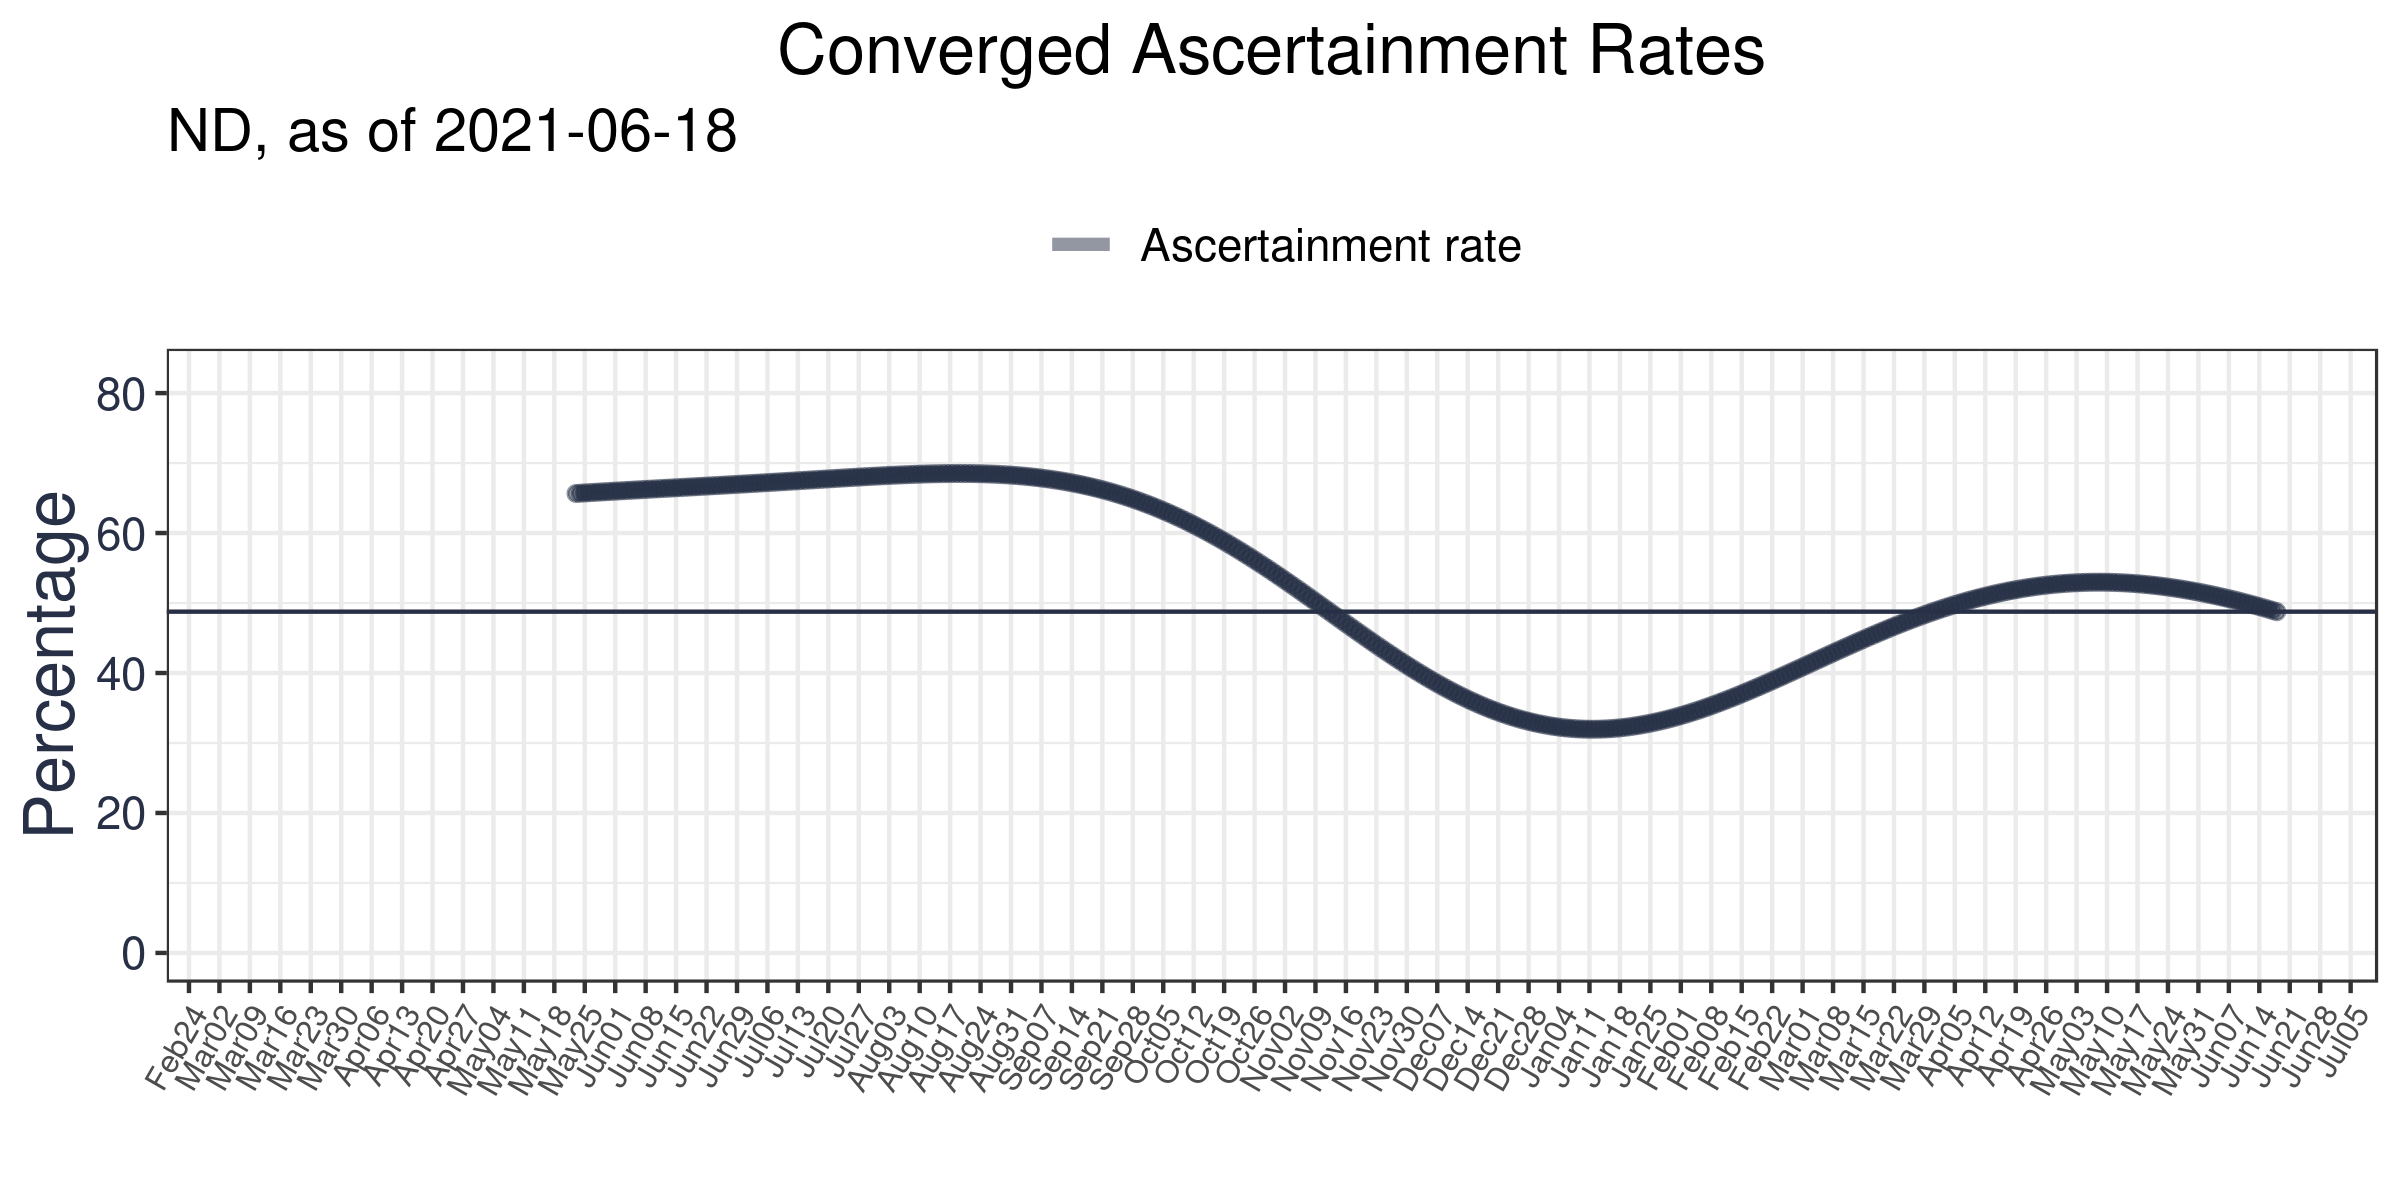 Converged Ascertainment Rates
ND, as of 2021-06-18
Ascertainment rate
Percentage
80
60
40
20
0
Feb24
Mar02
Mar09
Mar16
Mar23
Mar30
Apr06
Apr13
Apr20
Apr27
May04
May11
May18
May25
Jun01
Jun08
Jun15
Jun22
Jun29
Jul06
Jul13
Jul20
Jul27
Aug03
Aug10
Aug17
Aug24
Aug31
Sep07
Sep14
Sep21
Sep28
Oct05
Oct12
Oct19
Oct26
Nov02
Nov09
Nov16
Nov23
Nov30
Dec07
Dec14
Dec21
Dec28
Jan04
Jan11
Jan18
Jan25
Feb01
Feb08
Feb15
Feb22
Mar01
Mar08
Mar15
Mar22
Mar29
Apr05
Apr12
Apr19
Apr26
May03
May10
May17
May24
May31
Jun07
Jun14
Jun21
Jun28
Jul05